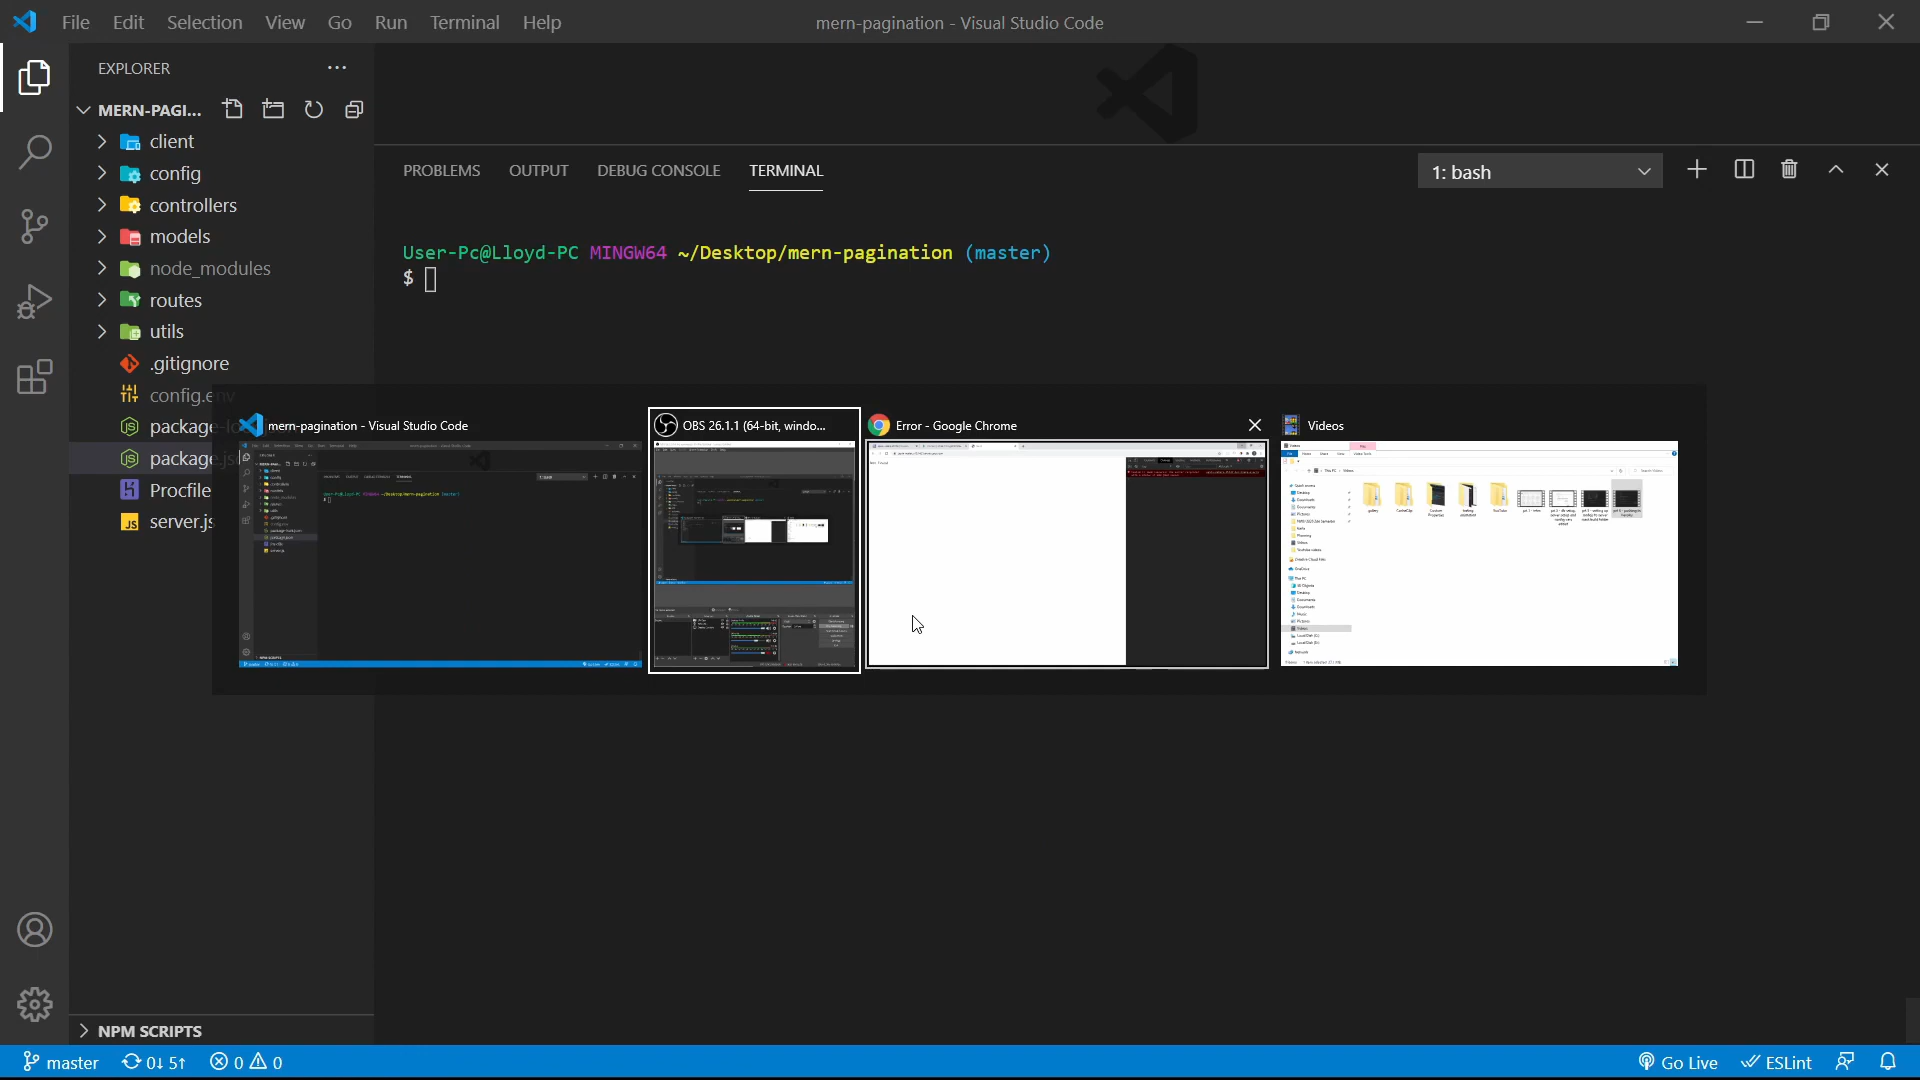 File Edit Selection View Go Run Terminal Help
mern-pagination - Visual Studio Code
EXPLORER
MERN-PAGI...
client
config
controllers
models
node_modules
routes
utils
.gitignore
config.env
package-lo
package.js
Procfile
server.js
NPM SCRIPTS
PROBLEMS OUTPUT DEBUG CONSOLE TERMINAL
1: bash
User-Pc@Lloyd-PC MINGW64 ~/Desktop/mern-pagination (master)
$
mern-pagination - Visual Studio Code
OBS 26.1.1 (64-bit, windo...
Error - Google Chrome
Videos
master 0↓ 5↑ 0 0
Go Live ESLint